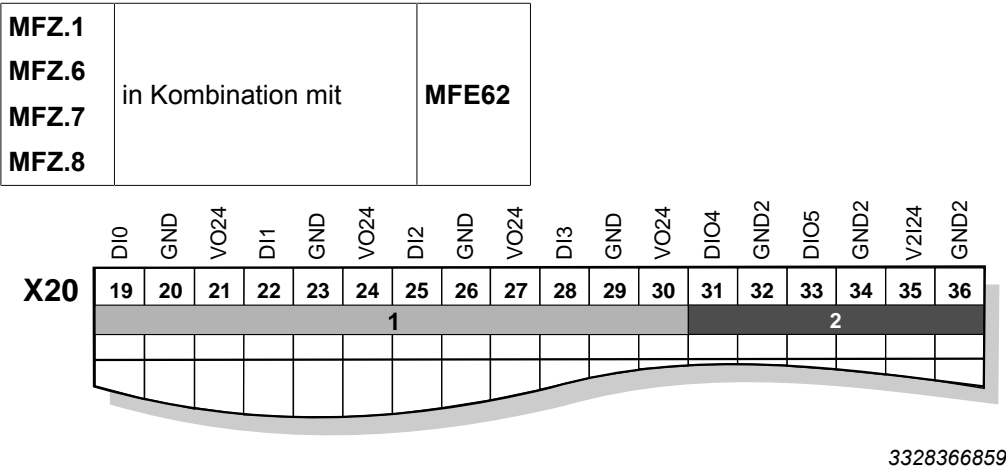 MFZ.1
MFZ.6
MFZ.7
MFZ.8
in Kombination mit
MFE62
DI0 GND VO24 DI1 GND VO24 DI2 GND VO24 DI3 GND VO24 DIO4 GND2 DIO5 GND2 V2I24 GND2
X20 19 20 21 22 23 24 25 26 27 28 29 30 31 32 33 34 35 36
1 2
3328366859